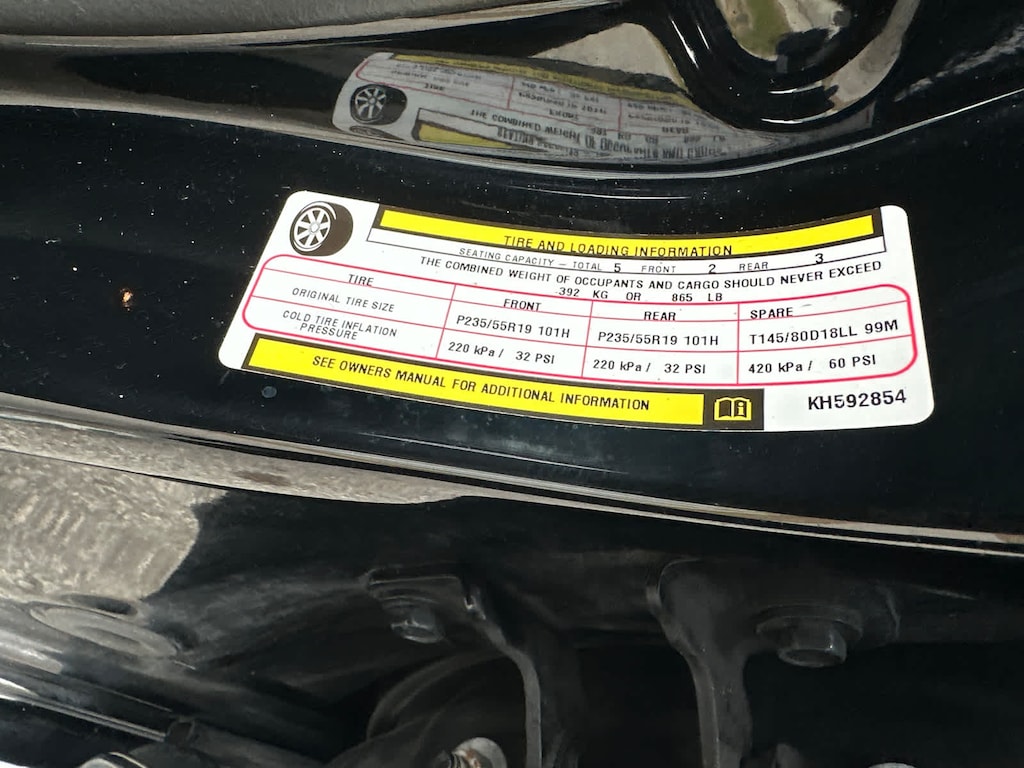 TIRE AND LOADING INFORMATION
SEATING CAPACITY – TOTAL 5 FRONT 2 REAR 3
THE COMBINED WEIGHT OF OCCUPANTS AND CARGO SHOULD NEVER EXCEED
392 KG OR 865 LB
TIRE FRONT REAR SPARE
ORIGINAL TIRE SIZE P235/55R19 101H P235/55R19 101H T145/80D18LL 99M
COLD TIRE INFLATION PRESSURE 220 kPa / 32 PSI 220 kPa / 32 PSI 420 kPa / 60 PSI
SEE OWNERS MANUAL FOR ADDITIONAL INFORMATION
KH592854